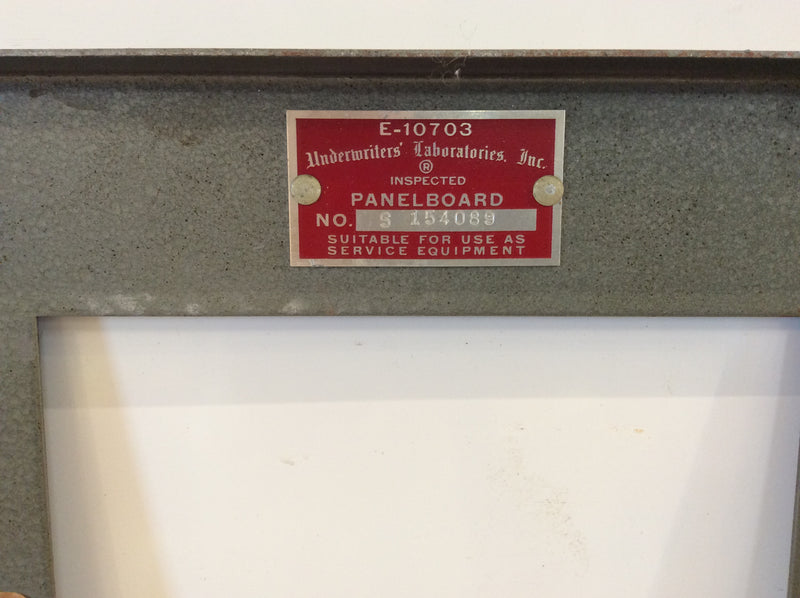 E-10703
Underwriters' Laboratories, Inc.
®
INSPECTED
PANELBOARD
NO. S 154089
SUITABLE FOR USE AS
SERVICE EQUIPMENT